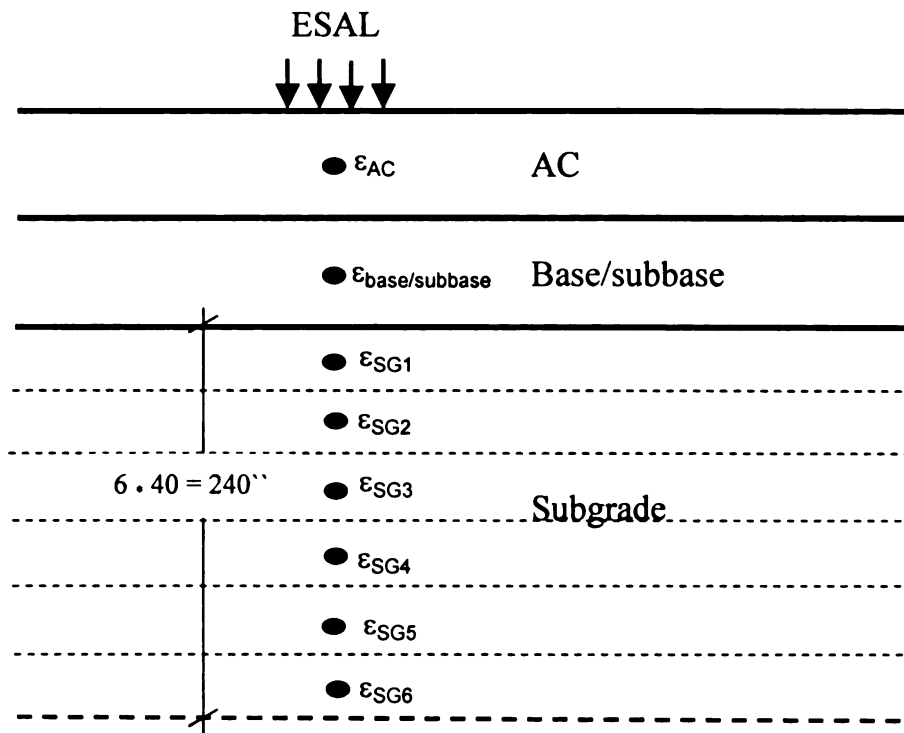 ESAL
εAC AC
εbase/subbase Base/subbase
εSG1
εSG2
6 . 40 = 240`` εSG3 Subgrade
εSG4
εSG5
εSG6